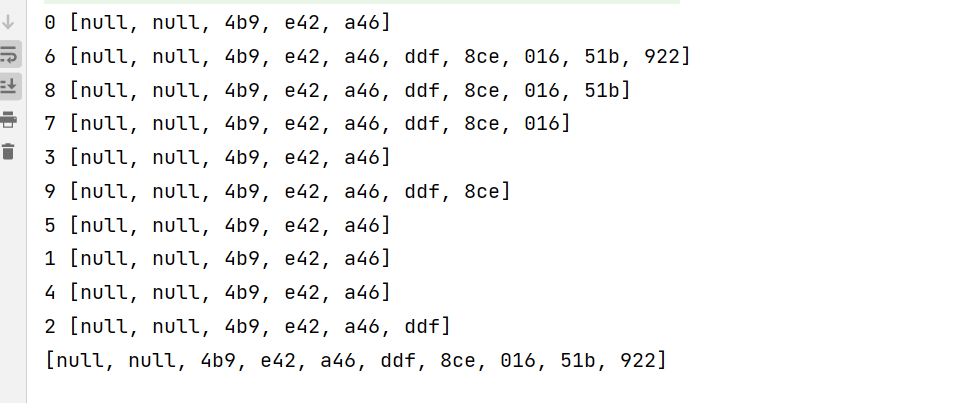 0 [null, null, 4b9, e42, a46]
6 [null, null, 4b9, e42, a46, ddf, 8ce, 016, 51b, 922]
8 [null, null, 4b9, e42, a46, ddf, 8ce, 016, 51b]
7 [null, null, 4b9, e42, a46, ddf, 8ce, 016]
3 [null, null, 4b9, e42, a46]
9 [null, null, 4b9, e42, a46, ddf, 8ce]
5 [null, null, 4b9, e42, a46]
1 [null, null, 4b9, e42, a46]
4 [null, null, 4b9, e42, a46]
2 [null, null, 4b9, e42, a46, ddf]
[null, null, 4b9, e42, a46, ddf, 8ce, 016, 51b, 922]